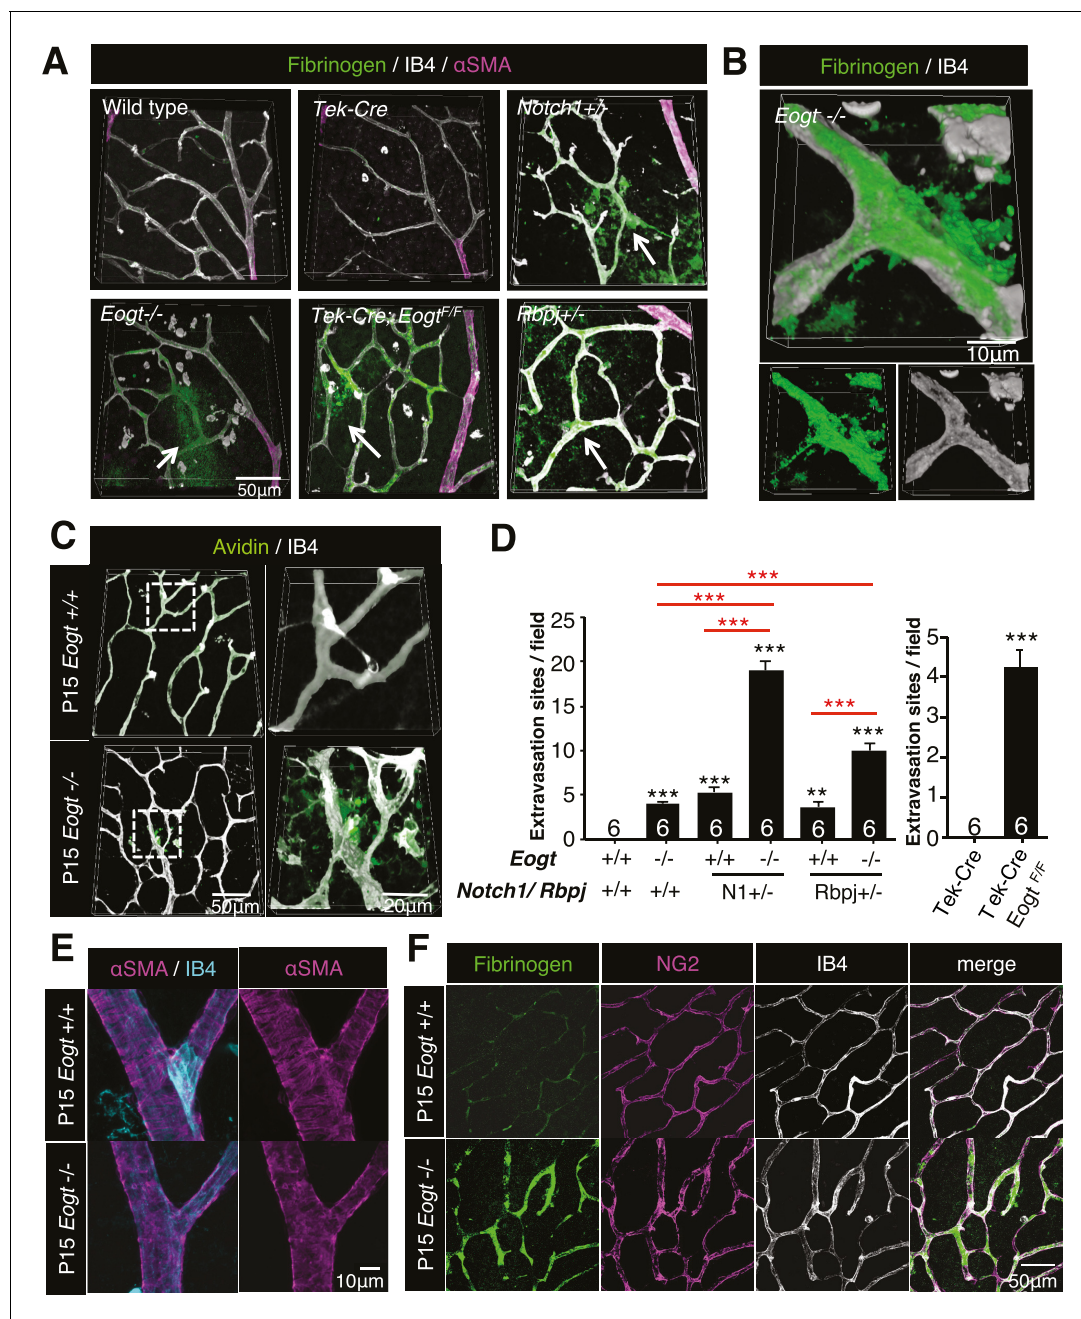 A
Fibrinogen / IB4 / αSMA
Wild type
Tek-Cre
Notch1+/-
Eogt-/-
Tek-Cre; Eogt F/F
Rbpj+/-
50µm
B
Fibrinogen / IB4
Eogt -/-
10µm
C
Avidin / IB4
P15 Eogt +/+
P15 Eogt -/-
50µm
20µm
D
Extravasation sites / field
25
20
15
10
5
0
***
***
***
***
***
***
***
***
**
***
6 6 6 6 6 6
Eogt +/+ -/- +/+ -/- +/+ -/-
Notch1/ Rbpj +/+ +/+ N1+/- Rbpj+/-
Extravasation sites / field
5
4
3
2
1
0
***
6 6
Tek-Cre
Tek-Cre
Eogt F/F
E
αSMA / IB4
αSMA
P15 Eogt +/+
P15 Eogt -/-
10µm
F
Fibrinogen
NG2
IB4
merge
P15 Eogt +/+
P15 Eogt -/-
50µm